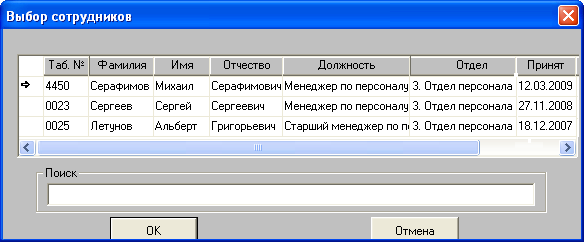 Выбор сотрудников
Таб. № Фамилия Имя Отчество Должность Отдел Принят
4450 Серафимов Михаил Серафимович Менеджер по персоналу 3. Отдел персонала 12.03.2009
0023 Сергеев Сергей Сергеевич Менеджер по персоналу 3. Отдел персонала 27.11.2008
0025 Летунов Альберт Григорьевич Старший менеджер по п 3. Отдел персонала 18.12.2007
Поиск
OK Отмена